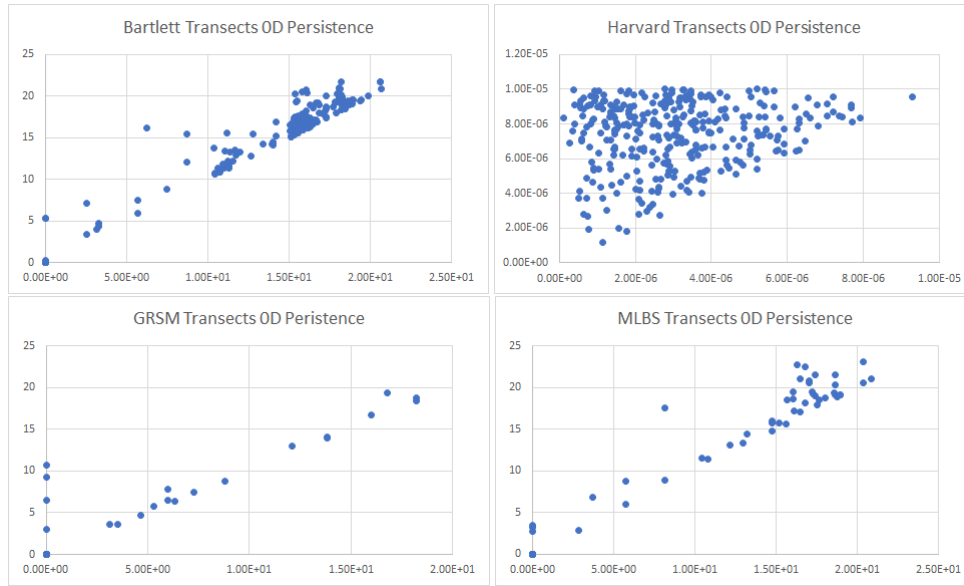 Bartlett Transects 0D Persistence
25
20
15
10
5
0
0.00E+00 5.00E+00 1.00E+01 1.50E+01 2.00E+01 2.50E+01
Harvard Transects 0D Persistence
1.20E-05
1.00E-05
8.00E-06
6.00E-06
4.00E-06
2.00E-06
0.00E+00
0.00E+00 2.00E-06 4.00E-06 6.00E-06 8.00E-06 1.00E-05
GRSM Transects 0D Peristence
25
20
15
10
5
0
0.00E+00 5.00E+00 1.00E+01 1.50E+01 2.00E+01
MLBS Transects 0D Persistence
25
20
15
10
5
0
0.00E+00 5.00E+00 1.00E+01 1.50E+01 2.00E+01 2.50E+01